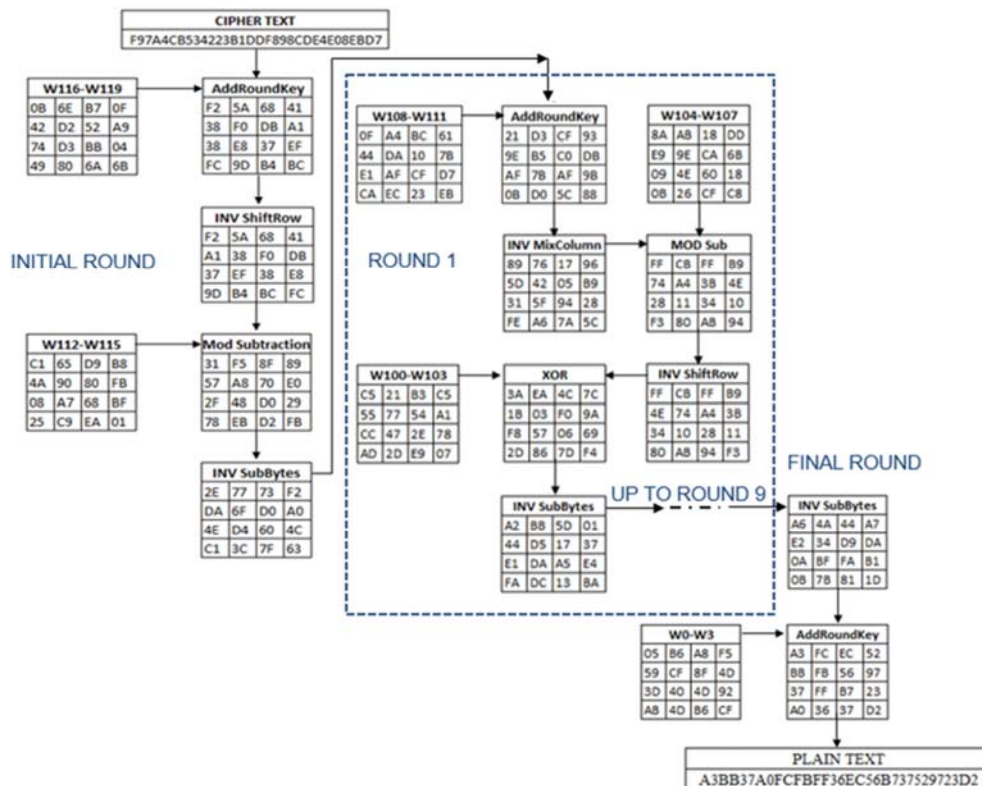 CIPHER TEXT
F97A4CB534223B1DDF898CDE4E08EBD7
W116-W119
0B 6E B7 0F
42 D2 52 A9
74 D3 BB 04
49 80 6A 6B
AddRoundKey
F2 5A 68 41
38 F0 DB A1
38 E8 37 EF
FC 9D B4 BC
INV ShiftRow
F2 5A 68 41
A1 38 F0 DB
37 EF 38 E8
9D B4 BC FC
INITIAL ROUND
W112-W115
C1 65 D9 B8
4A 90 80 FB
08 A7 68 BF
25 C9 EA 01
Mod Subtraction
31 F5 8F 89
57 A8 70 E0
2F 48 D0 29
78 EB D2 FB
INV SubBytes
2E 77 73 F2
DA 6F D0 A0
4E D4 60 4C
C1 3C 7F 63
W108-W111
0F A4 BC 61
44 DA 10 7B
E1 AF CF D7
CA EC 23 EB
AddRoundKey
21 D3 CF 93
9E B5 C0 DB
AF 7B AF 9B
0B D0 5C 88
W104-W107
8A AB 18 DD
E9 9E CA 6B
09 4E 60 18
0B 26 CF C8
ROUND 1
INV MixColumn
89 76 17 96
5D 42 05 B9
31 5F 94 28
FE A6 7A 5C
MOD Sub
FF CB FF B9
74 A4 3B 4E
28 11 34 10
F3 80 AB 94
W100-W103
C5 21 B3 C5
55 77 54 A1
CC 47 2E 78
AD 2D E9 07
XOR
3A EA 4C 7C
1B 03 F0 9A
F8 57 06 69
2D 86 7D F4
INV ShiftRow
FF CB FF B9
4E 74 A4 3B
34 10 28 11
80 AB 94 F3
INV SubBytes
A2 BB 5D 01
44 D5 17 37
E1 DA A5 E4
FA DC 13 BA
UP TO ROUND 9
FINAL ROUND
INV SubBytes
A6 4A 44 A7
E2 34 D9 DA
0A BF FA B1
0B 7B 81 1D
W0-W3
05 B6 A8 F5
59 CF 8F 4D
3D 40 4D 92
AB 4D B6 CF
AddRoundKey
A3 FC EC 52
BB FB 56 97
37 FF B7 23
A0 36 37 D2
PLAIN TEXT
A3BB37A0FCFBFF36EC56B737529723D2